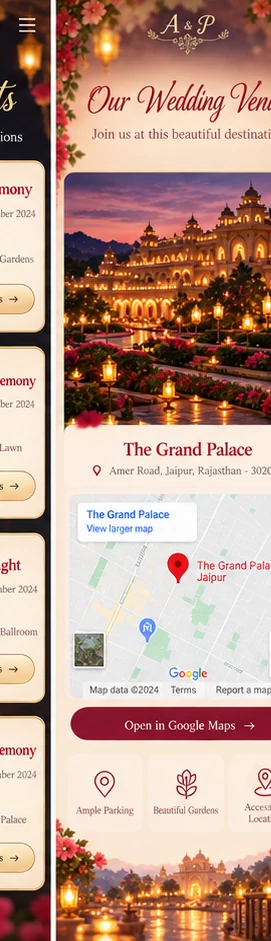 ts
ions
emony
ber 2024
Gardens
s →
emony
ber 2024
Lawn
s →
ght
ber 2024
Ballroom
s →
emony
ber 2024
Palace
s →
A & P
Our Wedding Venu
Join us at this beautiful destinati
The Grand Palace
Amer Road, Jaipur, Rajasthan - 3020
The Grand Palace
View larger map
The Grand Pala
Jaipur
Google
Map data ©2024 Terms Report a map
Open in Google Maps →
Ample Parking
Beautiful Gardens
Access
Locati